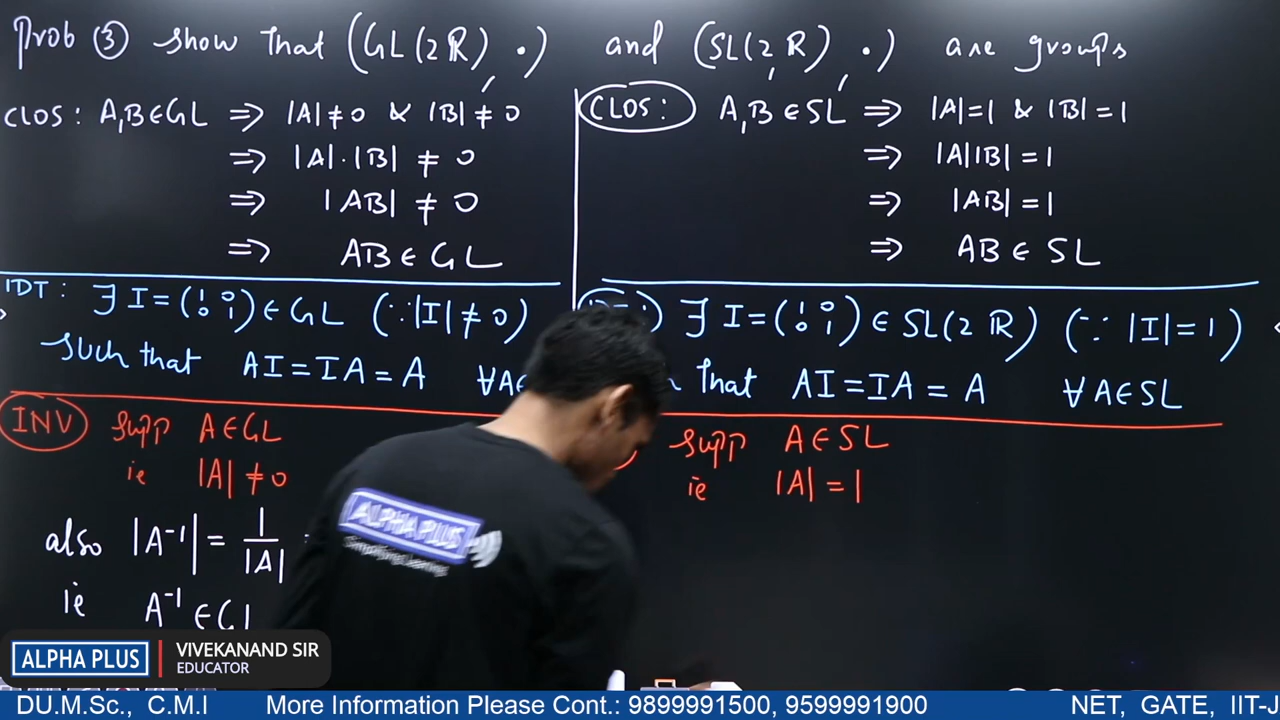 Prob ③ show that (GL(2,ℝ), •) and (SL(2,ℝ), •) are groups
CLOS: A,B∈GL ⇒ |A|≠0 & |B|≠0
⇒ |A|·|B| ≠ 0
⇒ |AB| ≠ 0
⇒ AB∈GL
CLOS: A,B∈SL ⇒ |A|=1 & |B|=1
⇒ |A||B|=1
⇒ |AB|=1
⇒ AB∈SL
IDT: ∃ I=(1 0 0 1)∈GL (∵|I|≠0)
such that AI=IA=A ∀A∈
∃ I=(1 0 0 1)∈SL(2 ℝ) (∵ |I|=1)
that AI=IA=A ∀A∈SL
INV supp A∈GL
ie |A|≠0
also |A⁻¹|=1/|A|
ie A⁻¹∈GL
supp A∈SL
ie |A|=1
ALPHA PLUS
Simplifying Learning
ALPHA PLUS
VIVEKANAND SIR
EDUCATOR
DU.M.Sc., C.M.I More Information Please Cont.: 9899991500, 9599991900 NET, GATE, IIT-J